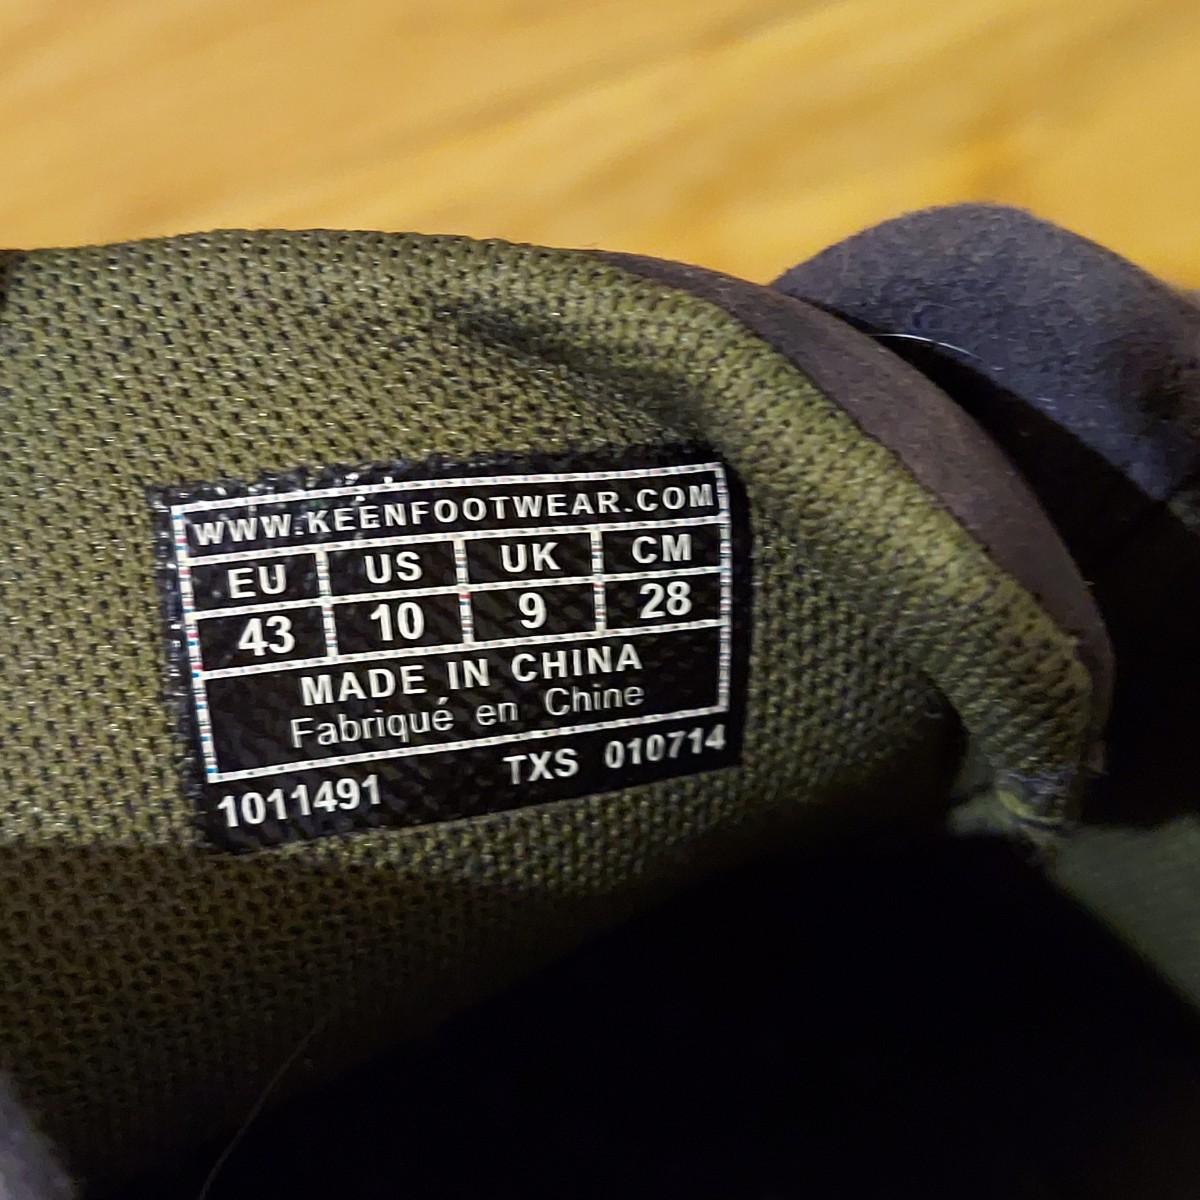 WWW.KEENFOOTWEAR.COM
EU US UK CM
43 10 9 28
MADE IN CHINA
Fabriqué en Chine
1011491 TXS 010714